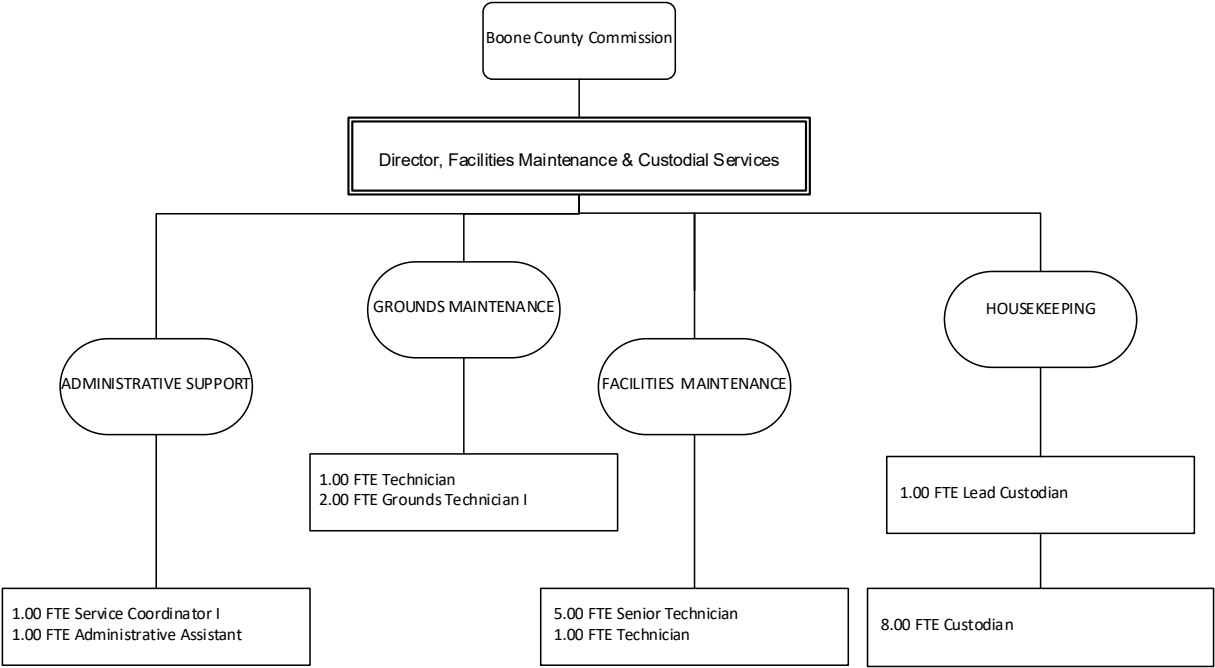 Boone County Commission
Director, Facilities Maintenance & Custodial Services
GROUNDS MAINTENANCE
HOUSEKEEPING
ADMINISTRATIVE SUPPORT
FACILITIES MAINTENANCE
1.00 FTE Technician
2.00 FTE Grounds Technician I
1.00 FTE Lead Custodian
1.00 FTE Service Coordinator I
1.00 FTE Administrative Assistant
5.00 FTE Senior Technician
1.00 FTE Technician
8.00 FTE Custodian